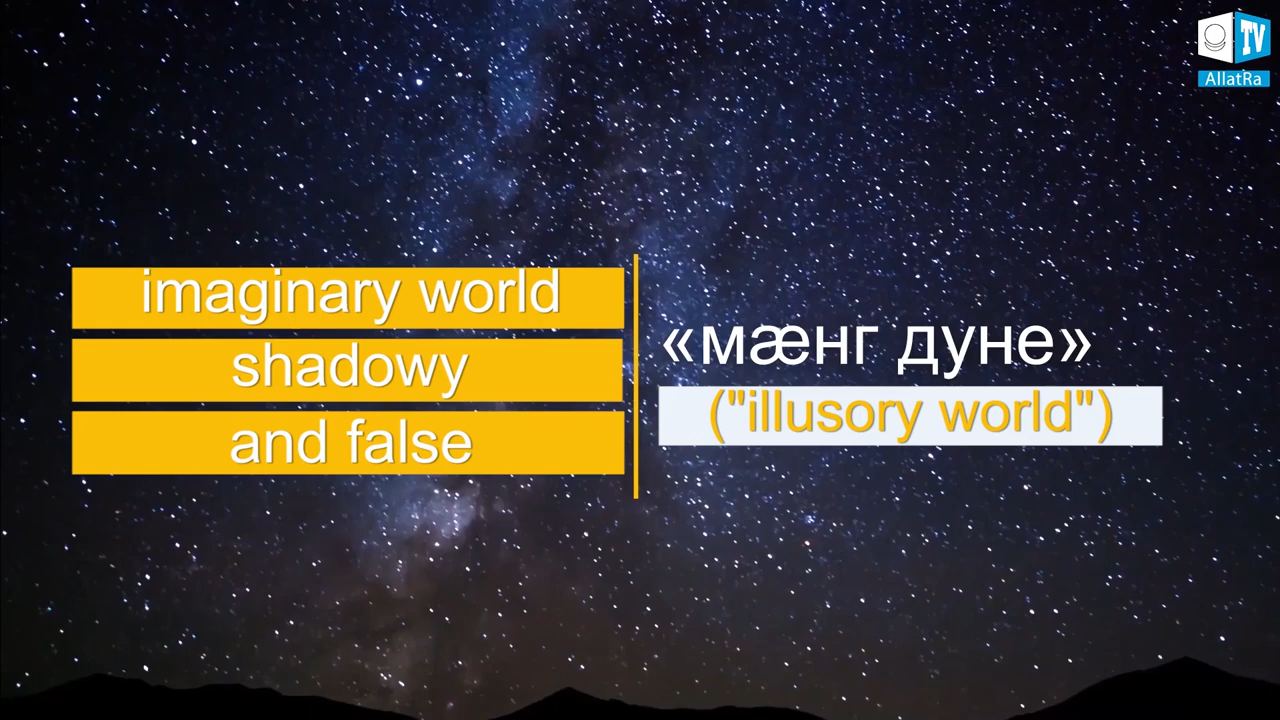 TV
AllatRa
imaginary world
shadowy
and false
«мæнг дуне»
("illusory world")